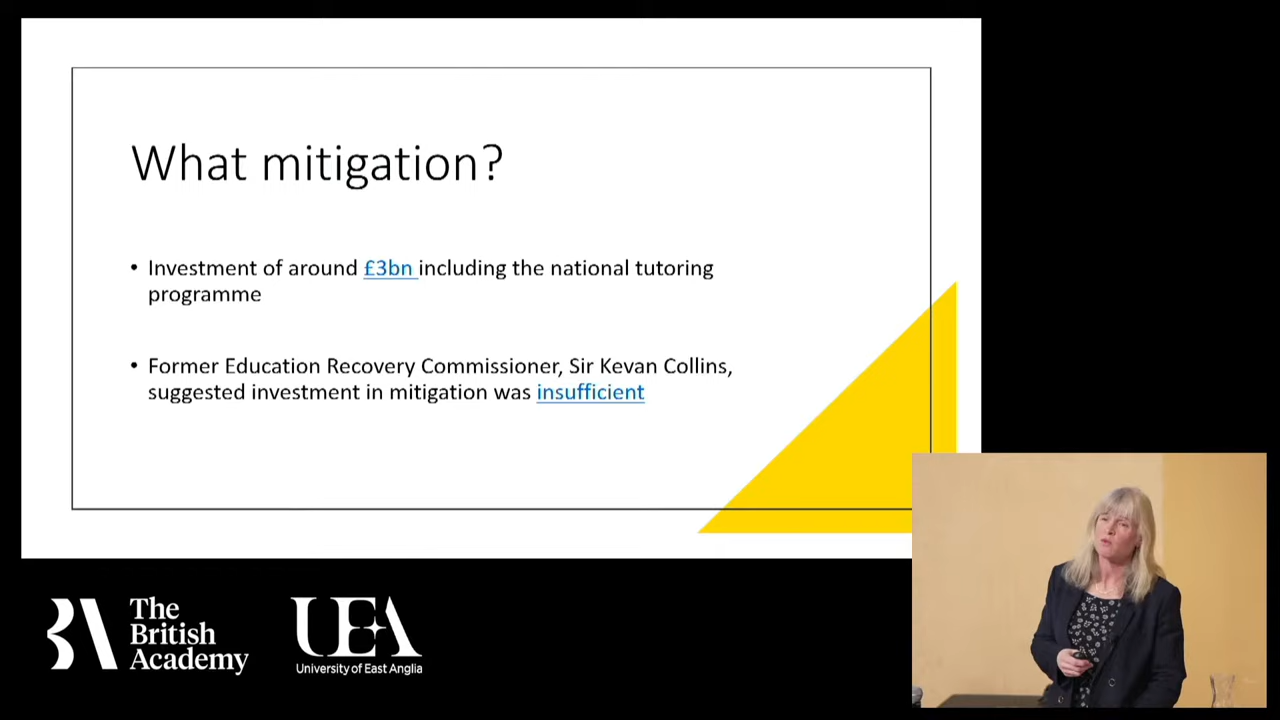 What mitigation?
• Investment of around £3bn including the national tutoring
programme
• Former Education Recovery Commissioner, Sir Kevan Collins,
suggested investment in mitigation was insufficient
The
British
Academy
UEA
University of East Anglia